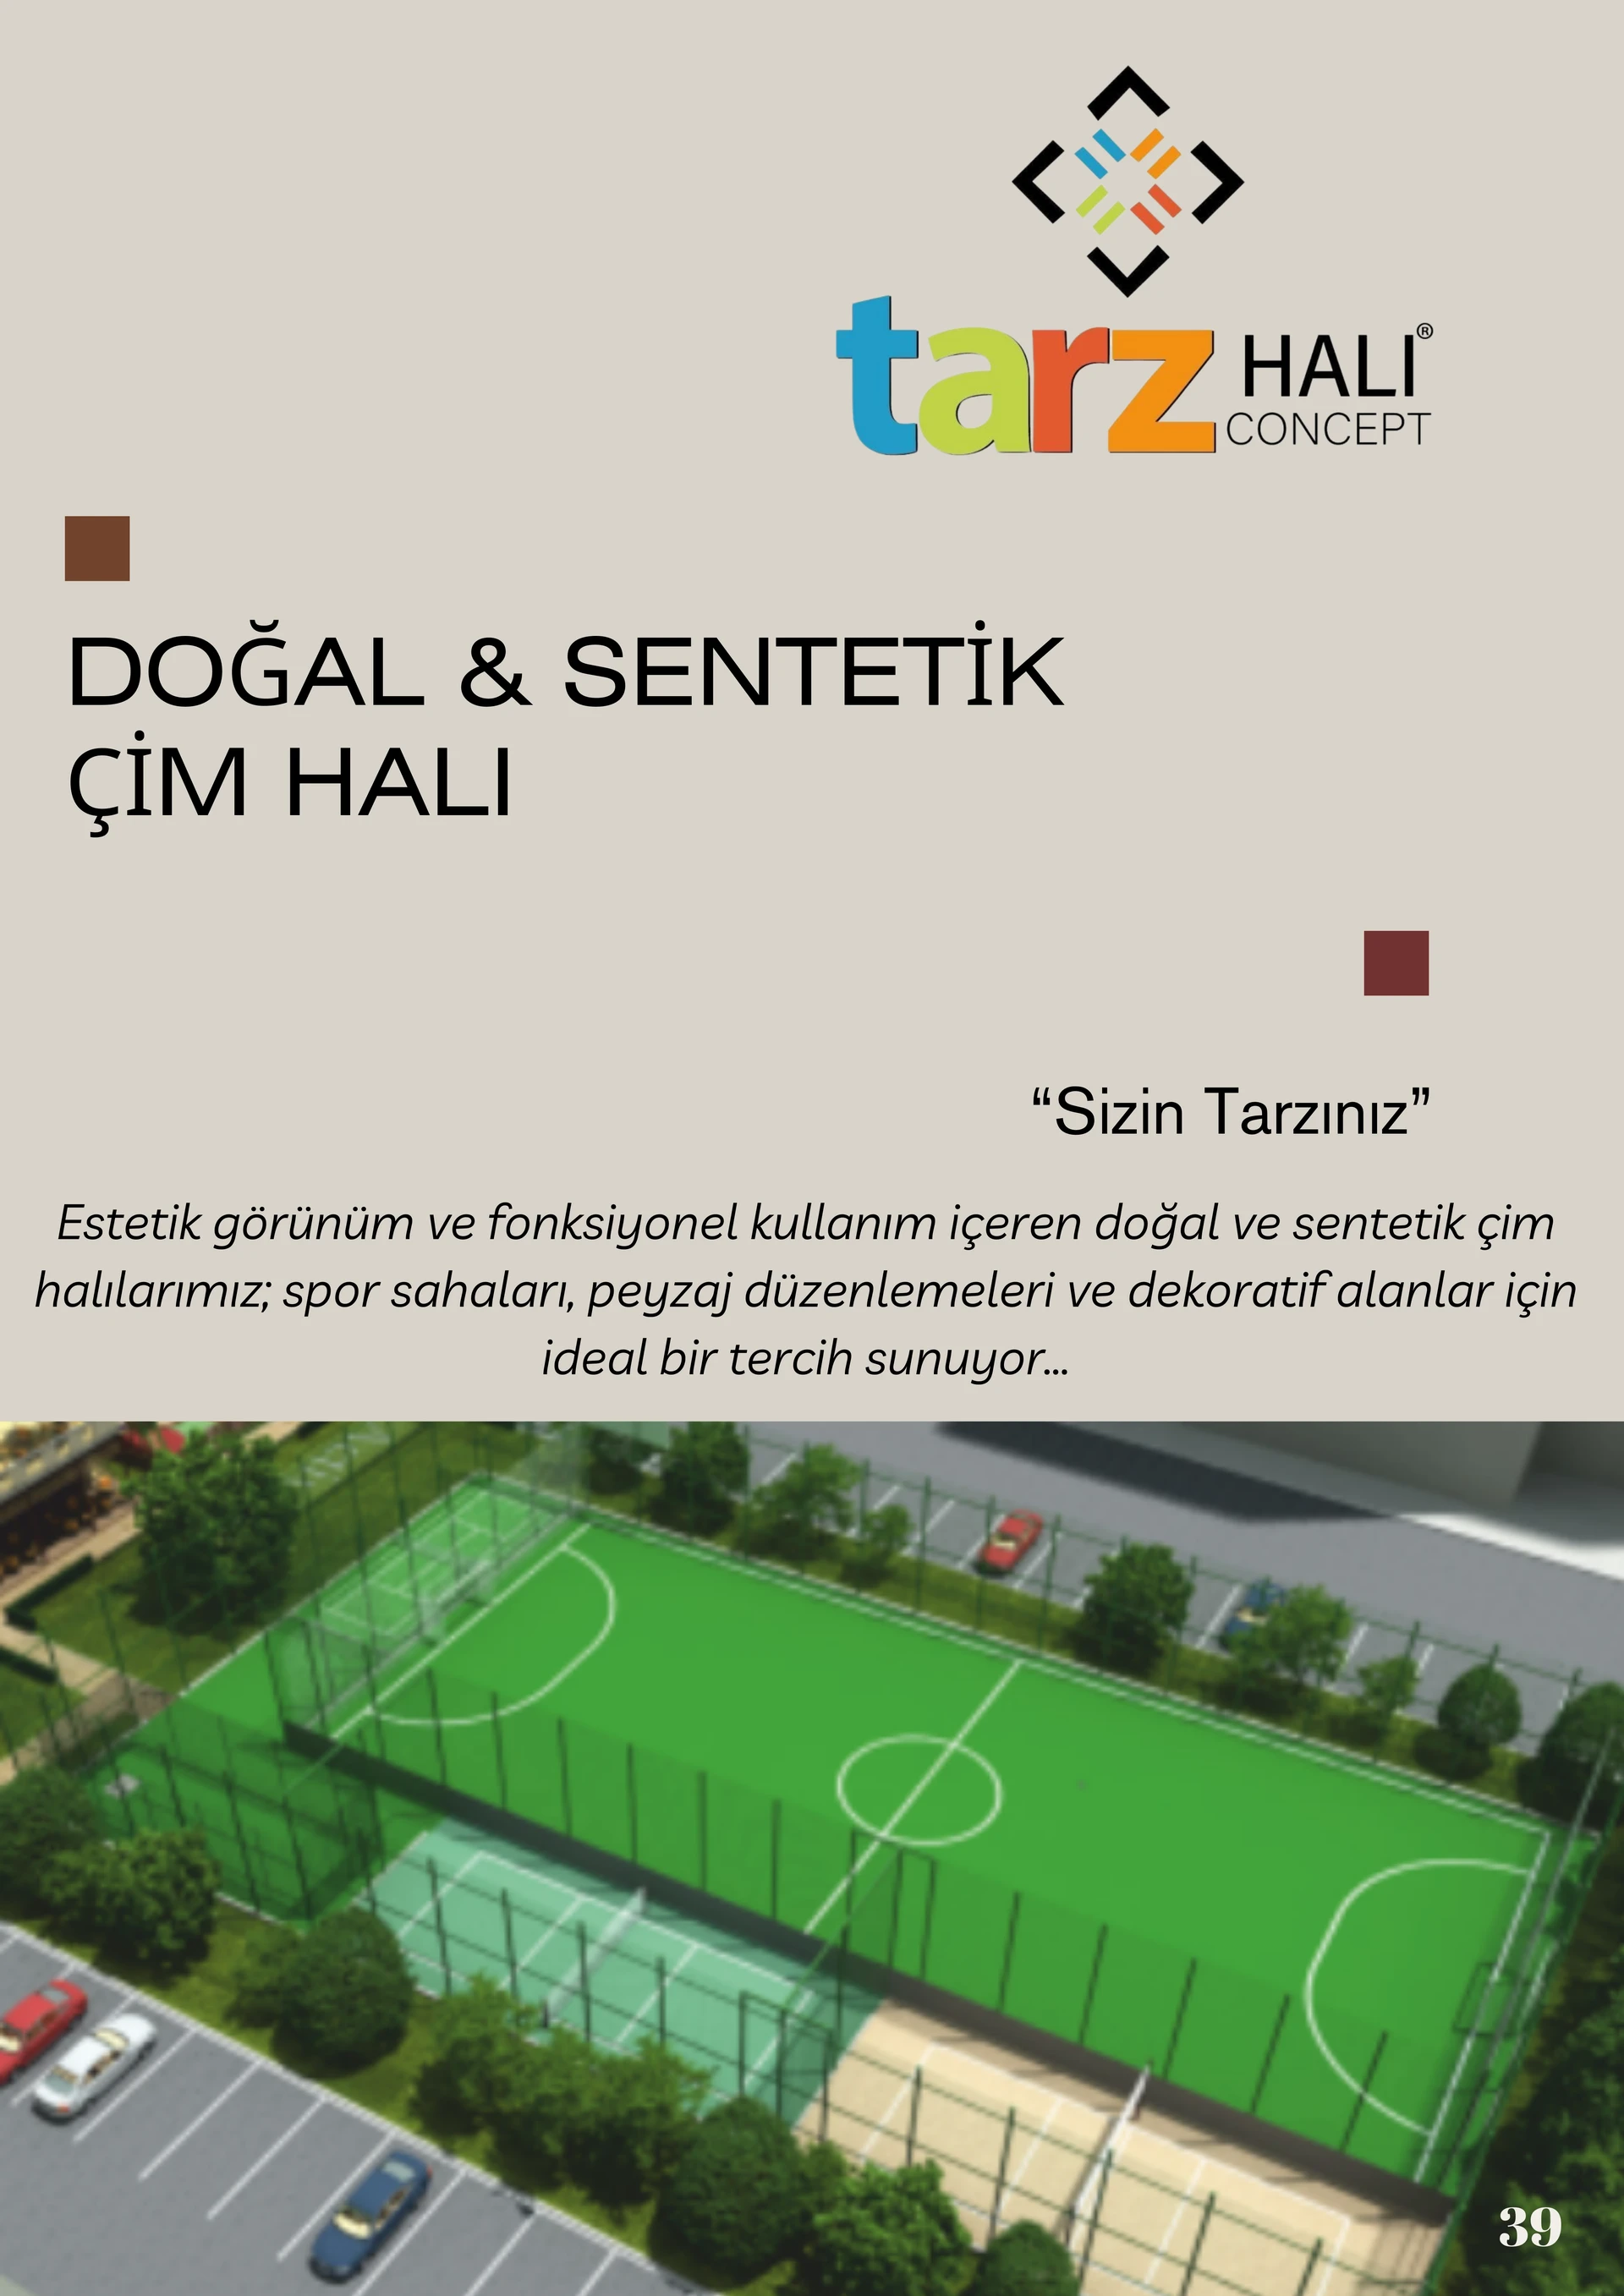 tarz HALI®
CONCEPT
DOĞAL & SENTETİK
ÇİM HALI
“Sizin Tarzınız”
Estetik görünüm ve fonksiyonel kullanım içeren doğal ve sentetik çim
halılarımız; spor sahaları, peyzaj düzenlemeleri ve dekoratif alanlar için
ideal bir tercih sunuyor...
39